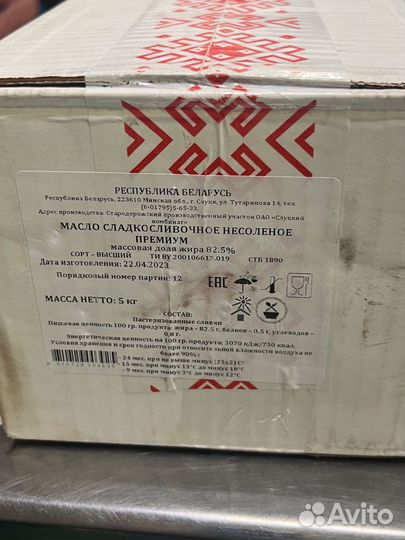 РЕСПУБЛИКА БЕЛАРУСЬ
Республика Беларусь, 223610 Минская обл., г. Слуцк, ул. Тутаринова 14, тел.
(8-01795)5-65-33.
Адрес производства: Стародорожский производственный участок ОАО «Слуцкий
комбинат»
МАСЛО СЛАДКОСЛИВОЧНОЕ НЕСОЛЕНОЕ
ПРЕМИУМ
массовая доля жира 82.5%
СОРТ - ВЫСШИЙ ТИ BY 200106617.019 СТБ 1890
Дата изготовления: 22.04.2023
Порядковый номер партии: 12
EAC
МАССА НЕТТО: 5 кг
СОСТАВ:
Пастеризованные сливки
Пищевая ценность 100 гр. продукта: жира - 82.5 г, белков - 0.5 г, углеводов -
0,8 г.
Энергетическая ценность на 100 гр. продукта: 3070 кДж/750 ккал.
Условия хранения и срок годности при относительной влажности воздуха не
более 90%:
- 24 мес. при не выше минус (25±2) С°
- 15 мес. при минус 13°С до минус 18°С
- 9 мес. при минус 3°С до минус 12°С
Avito